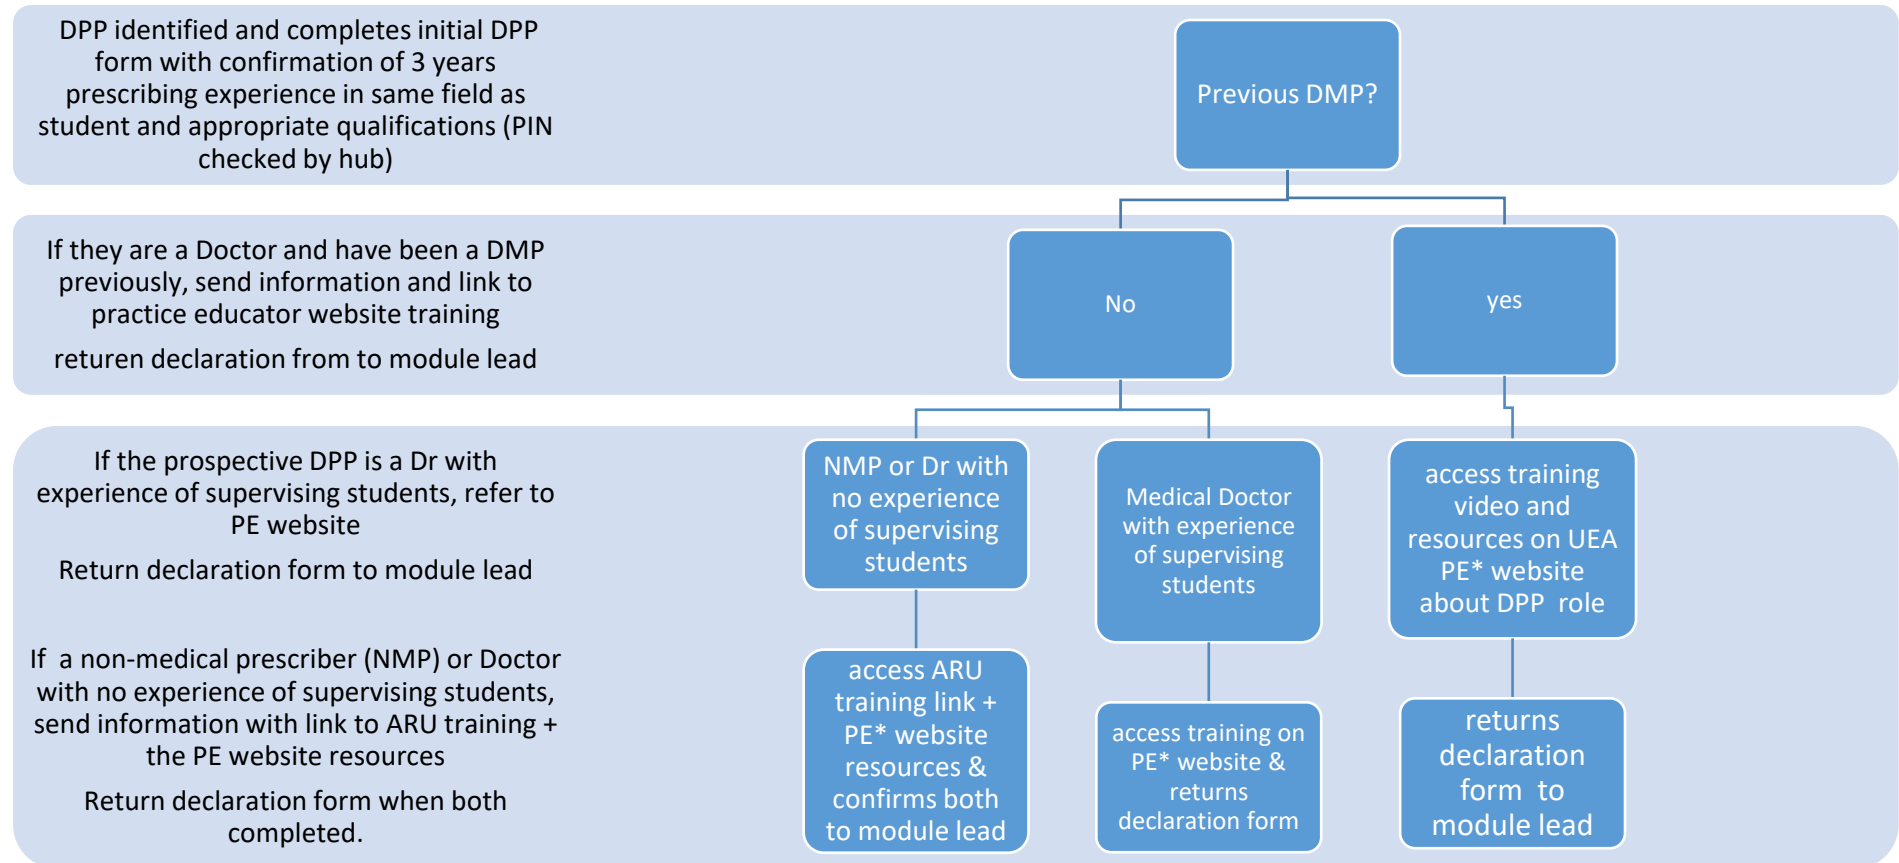 DPP identified and completes initial DPP
form with confirmation of 3 years
prescribing experience in same field as
student and appropriate qualifications (PIN
checked by hub)
Previous DMP?
If they are a Doctor and have been a DMP
previously, send information and link to
practice educator website training
returen declaration from to module lead
No
yes
If the prospective DPP is a Dr with
experience of supervising students, refer to
PE website
Return declaration form to module lead
If a non-medical prescriber (NMP) or Doctor
with no experience of supervising students,
send information with link to ARU training +
the PE website resources
Return declaration form when both
completed.
NMP or Dr with
no experience
of supervising
students
Medical Doctor
with experience
of supervising
students
access training
video and
resources on UEA
PE* website
about DPP role
access ARU
training link +
PE* website
resources &
confirms both
to module lead
access training on
PE* website &
returns
declaration form
returns
declaration
form to
module lead